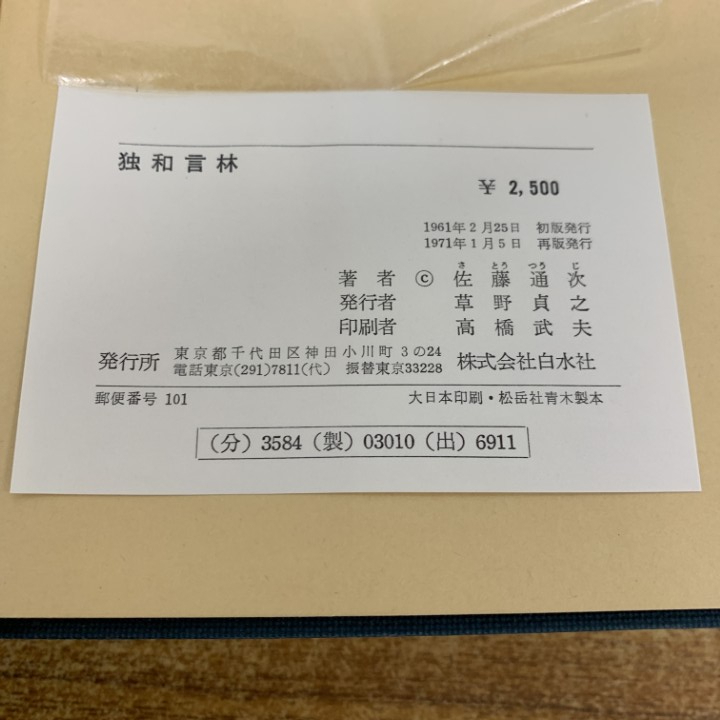 独和言林
¥ 2,500
1961年2月25日 初版発行
1971年1月5日 再版発行
さ とう つう じ
著者 © 佐藤通次
発行者 草野貞之
印刷者 高橋武夫
発行所 東京都千代田区神田小川町3の24
電話東京(291)7811(代) 振替東京33228
株式会社白水社
郵便番号 101 大日本印刷・松岳社青木製本
(分) 3584 (製) 03010 (出) 6911